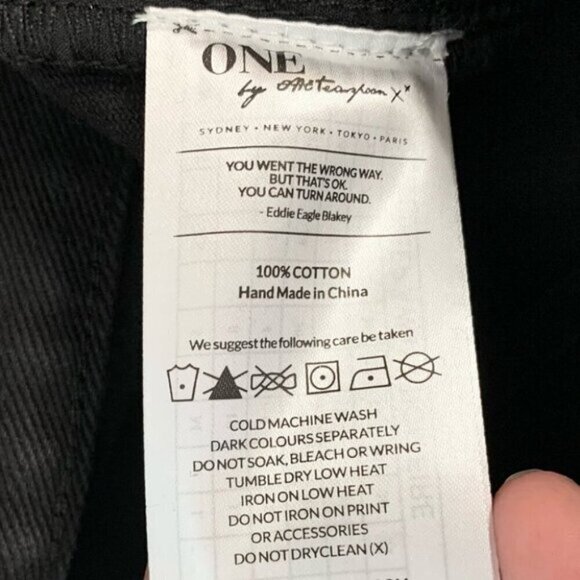 ONE
by oneteaspoon X*
SYDNEY • NEW YORK • TOKYO • PARIS
YOU WENT THE WRONG WAY.
BUT THAT'S OK.
YOU CAN TURN AROUND.
- Eddie Eagle Blakey
100% COTTON
Hand Made in China
We suggest the following care be taken
COLD MACHINE WASH
DARK COLOURS SEPARATELY
DO NOT SOAK, BLEACH OR WRING
TUMBLE DRY LOW HEAT
IRON ON LOW HEAT
DO NOT IRON ON PRINT
OR ACCESSORIES
DO NOT DRYCLEAN (X)